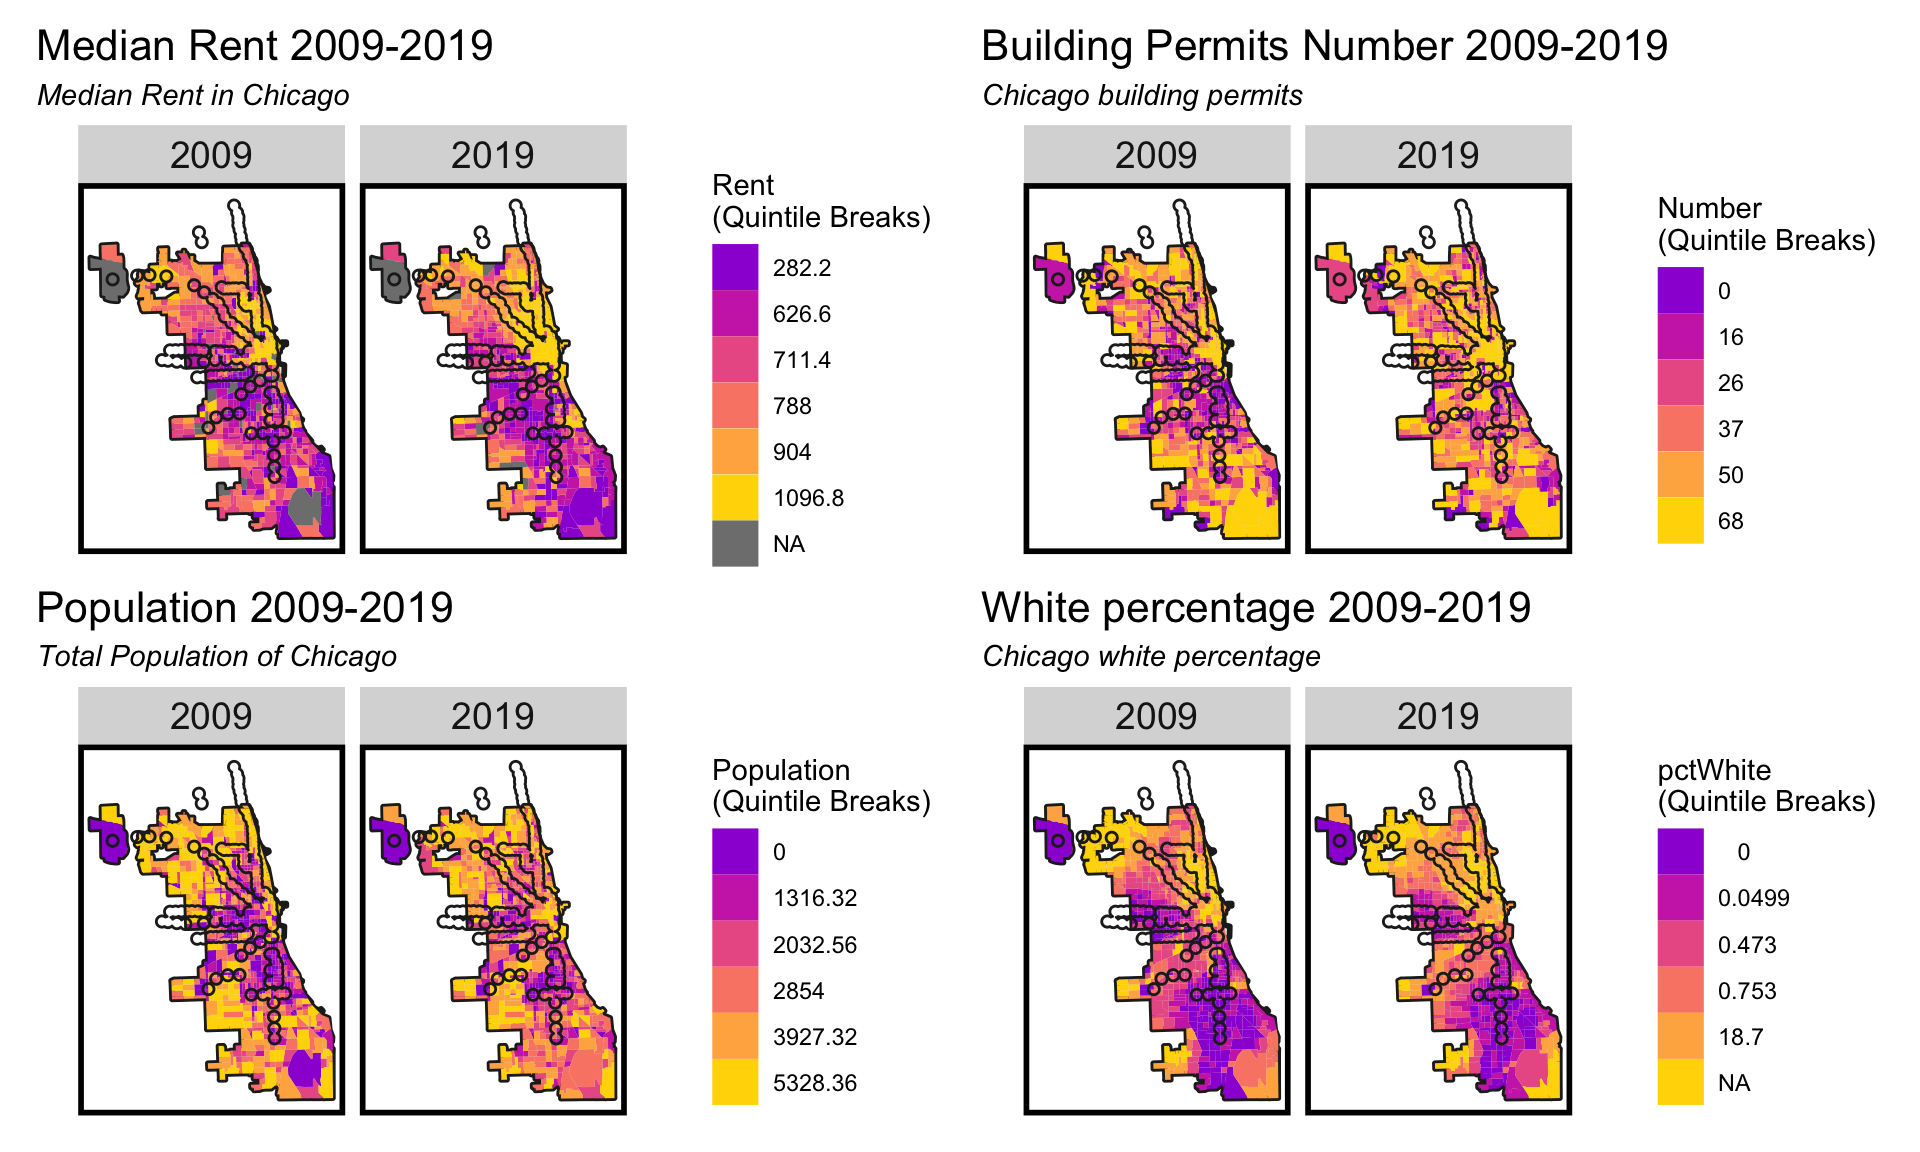 Median Rent 2009-2019
Median Rent in Chicago
2009
2019
Rent
(Quintile Breaks)
282.2
626.6
711.4
788
904
1096.8
NA
Building Permits Number 2009-2019
Chicago building permits
2009
2019
Number
(Quintile Breaks)
0
16
26
37
50
68
Population 2009-2019
Total Population of Chicago
2009
2019
Population
(Quintile Breaks)
0
1316.32
2032.56
2854
3927.32
5328.36
White percentage 2009-2019
Chicago white percentage
2009
2019
pctWhite
(Quintile Breaks)
0
0.0499
0.473
0.753
18.7
NA